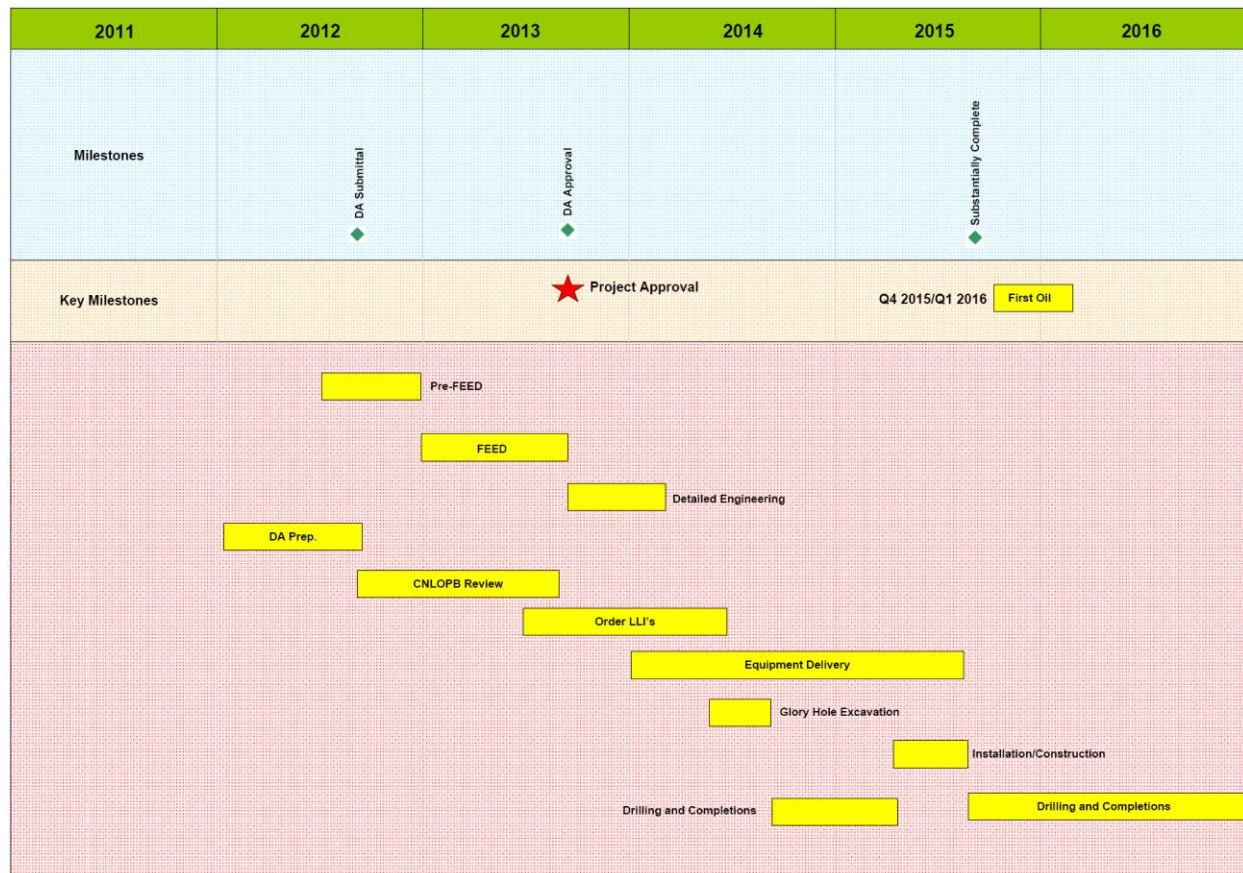 2011 2012 2013 2014 2015 2016
Milestones
DA Submittal
DA Approval
Substantially Complete
Key Milestones
Project Approval
Q4 2015/Q1 2016
First Oil
Pre-FEED
FEED
Detailed Engineering
DA Prep.
CNLOPB Review
Order LLI's
Equipment Delivery
Glory Hole Excavation
Installation/Construction
Drilling and Completions
Drilling and Completions